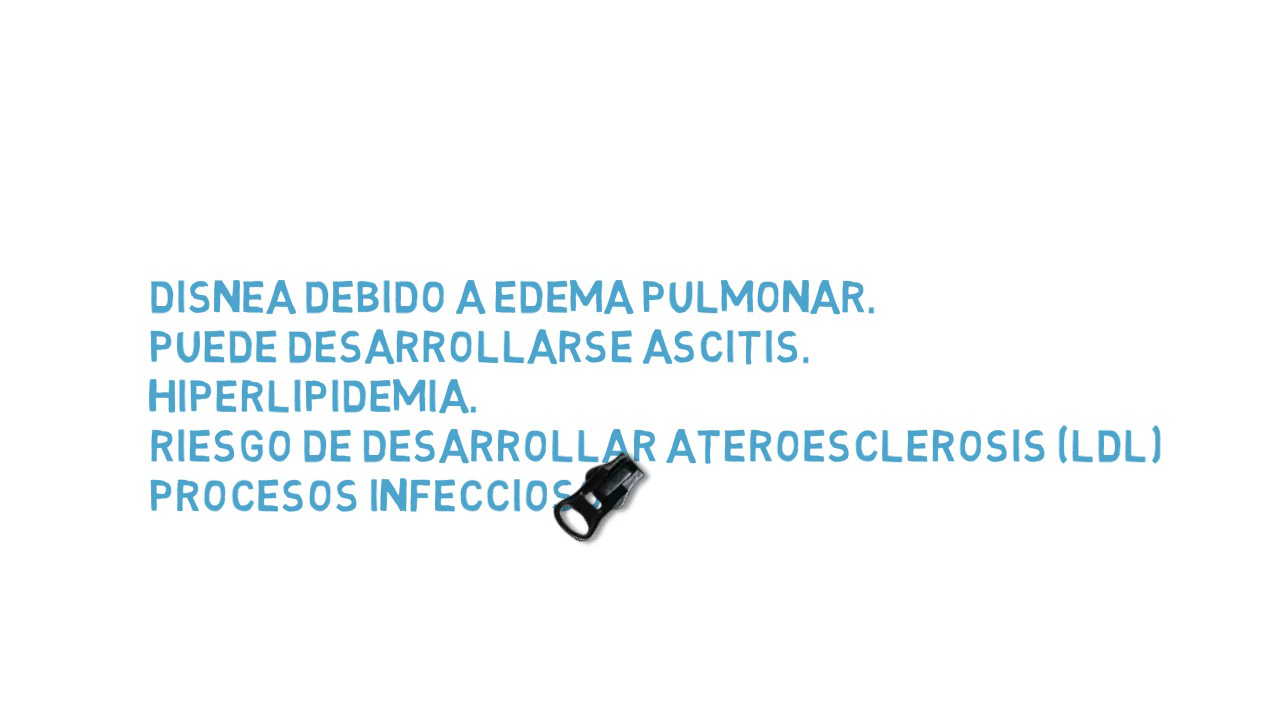 DISNEA DEBIDO A EDEMA PULMONAR.
PUEDE DESARROLLARSE ASCITIS.
HIPERLIPIDEMIA.
RIESGO DE DESARROLLAR ATEROESCLEROSIS (LDL)
PROCESOS